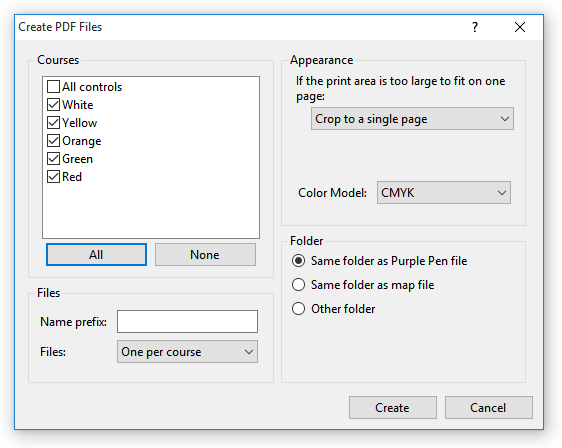 Create PDF Files
?
Courses
All controls
White
Yellow
Orange
Green
Red
All
None
Files
Name prefix:
Files:
One per course
Appearance
If the print area is too large to fit on one
page:
Crop to a single page
Color Model:
CMYK
Folder
Same folder as Purple Pen file
Same folder as map file
Other folder
Create
Cancel